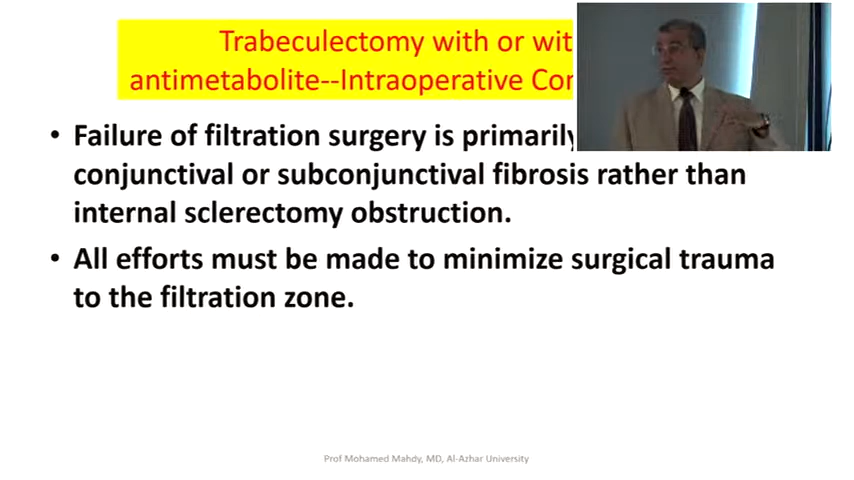 Trabeculectomy with or
antimetabolite--Intraoperative
• Failure of filtration surgery is primarily
conjunctival or subconjunctival fibrosis rather than
internal sclerectomy obstruction.
• All efforts must be made to minimize surgical trauma
to the filtration zone.
Prof Mohamed Mahdy, MD, Al-Azhar University